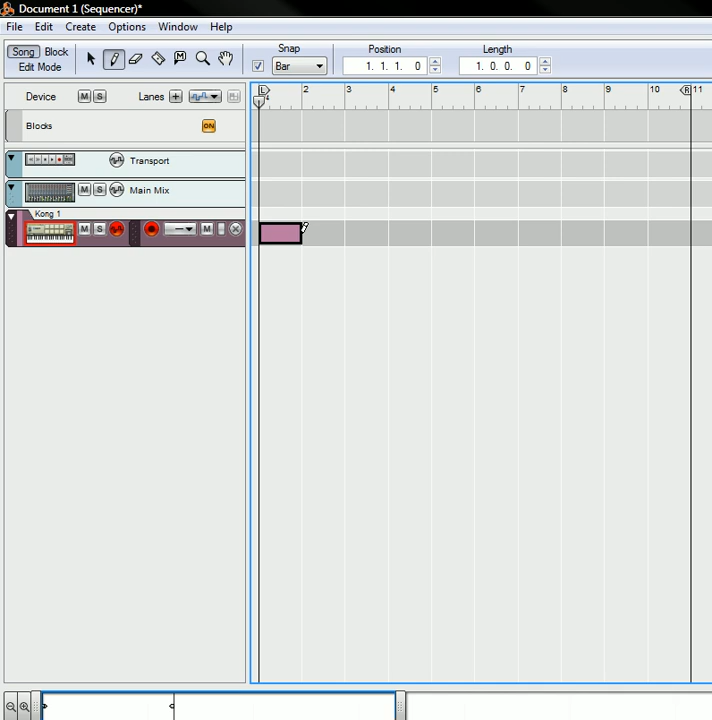 Document 1 (Sequencer)*
File Edit Create Options Window Help
Song Block
Edit Mode
Snap
Bar
Position
1. 1. 1. 0
Length
1. 0. 0. 0
Device M S Lanes
L 2 3 4 5 6 7 8 9 10 R 11
4
Blocks ON
Transport
M S Main Mix
Kong 1
M S M